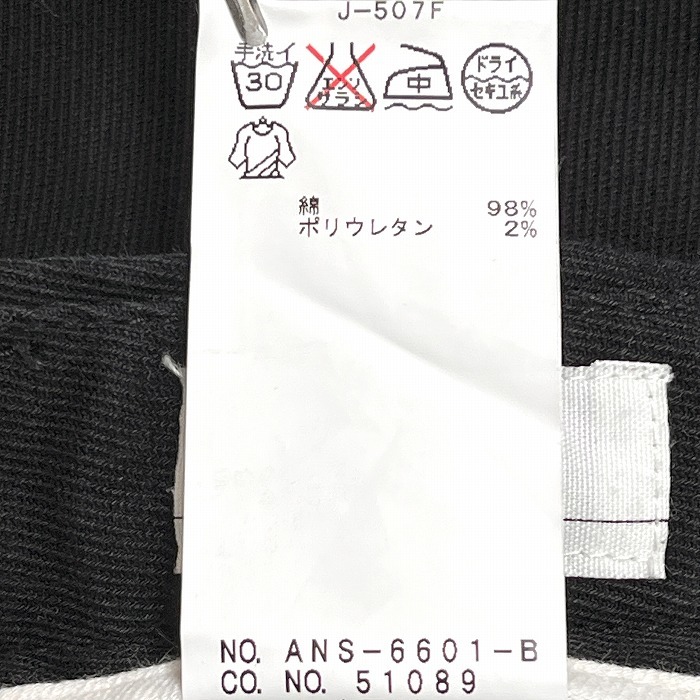 J-507F
手洗イ
30
エンソ
サラシ
中
ドライ
セキユ系
綿 98%
ポリウレタン 2%
NO. ANS-6601-B
CO. NO. 51089